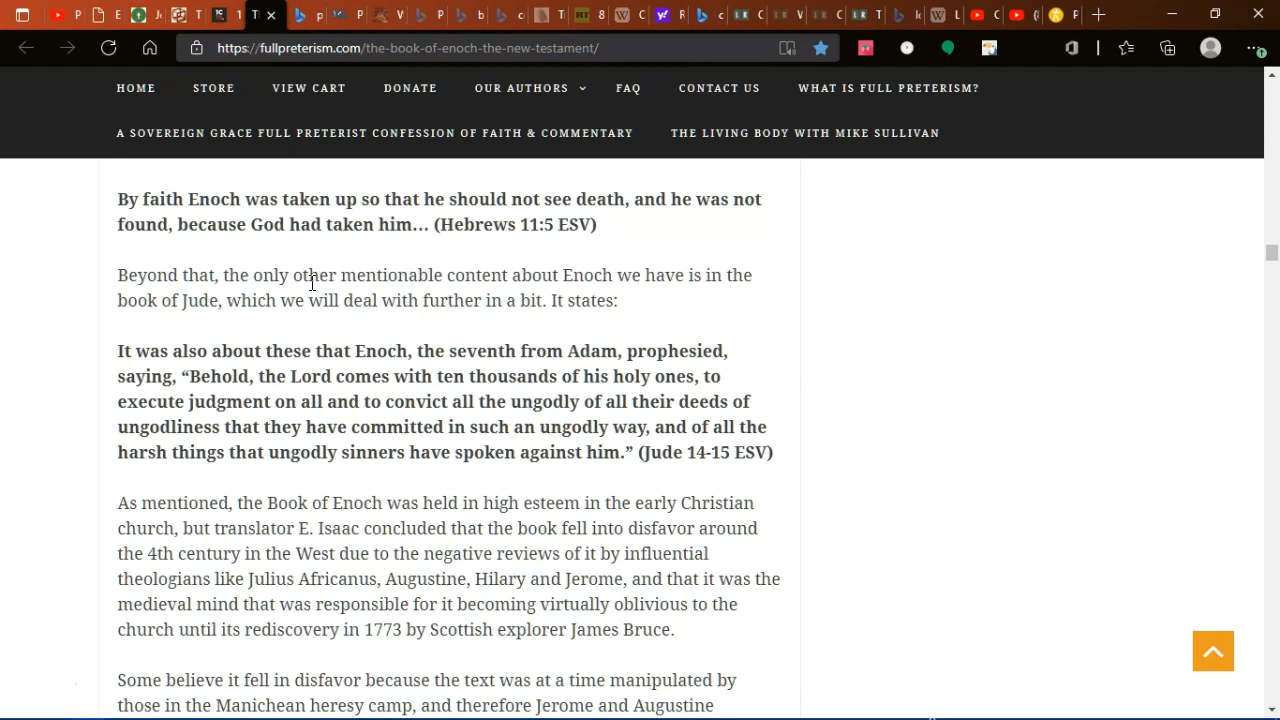 https://fullpreterism.com/the-book-of-enoch-the-new-testament/
HOME STORE VIEW CART DONATE OUR AUTHORS FAQ CONTACT US WHAT IS FULL PRETERISM?
A SOVEREIGN GRACE FULL PRETERIST CONFESSION OF FAITH & COMMENTARY THE LIVING BODY WITH MIKE SULLIVAN
By faith Enoch was taken up so that he should not see death, and he was not
found, because God had taken him… (Hebrews 11:5 ESV)
Beyond that, the only other mentionable content about Enoch we have is in the
book of Jude, which we will deal with further in a bit. It states:
It was also about these that Enoch, the seventh from Adam, prophesied,
saying, “Behold, the Lord comes with ten thousands of his holy ones, to
execute judgment on all and to convict all the ungodly of all their deeds of
ungodliness that they have committed in such an ungodly way, and of all the
harsh things that ungodly sinners have spoken against him.” (Jude 14-15 ESV)
As mentioned, the Book of Enoch was held in high esteem in the early Christian
church, but translator E. Isaac concluded that the book fell into disfavor around
the 4th century in the West due to the negative reviews of it by influential
theologians like Julius Africanus, Augustine, Hilary and Jerome, and that it was the
medieval mind that was responsible for it becoming virtually oblivious to the
church until its rediscovery in 1773 by Scottish explorer James Bruce.
Some believe it fell in disfavor because the text was at a time manipulated by
those in the Manichean heresy camp, and therefore Jerome and Augustine